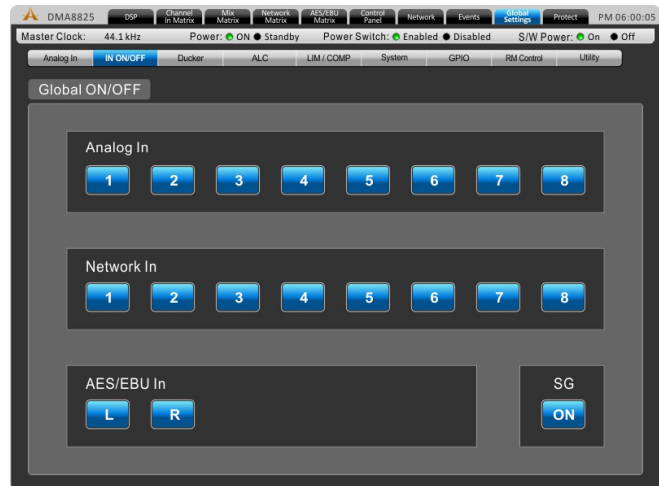 DMA8825 DSP Channel In Matrix Mix Matrix Network Matrix AES/EBU Matrix Control Panel Network Events Global Settings Protect PM 06:00:05
Master Clock: 44.1 kHz Power: ON Standby Power Switch: Enabled Disabled S/W Power: On Off
Analog In IN ON/OFF Ducker ALC LIM / COMP System GPIO RM Control Utility
Global ON/OFF
Analog In
1 2 3 4 5 6 7 8
Network In
1 2 3 4 5 6 7 8
AES/EBU In SG
L R ON